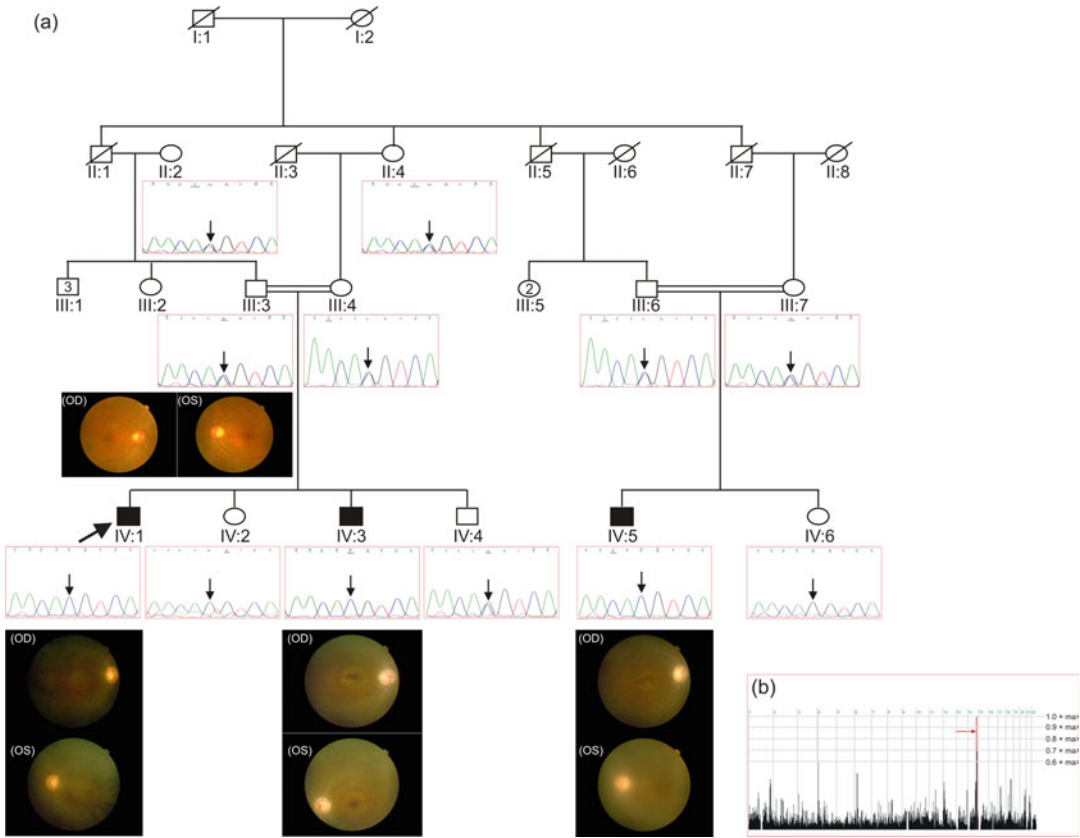 (a)
I:1 I:2
II:1 II:2 II:3 II:4 II:5 II:6 II:7 II:8
3 2
III:1 III:2 III:3 III:4 III:5 III:6 III:7
(OD) (OS)
IV:1 IV:2 IV:3 IV:4 IV:5 IV:6
(OD) (OD) (OD)
(b)
1.0 × max
0.9 × max
0.8 × max
0.7 × max
0.6 × max
(OS) (OS) (OS)